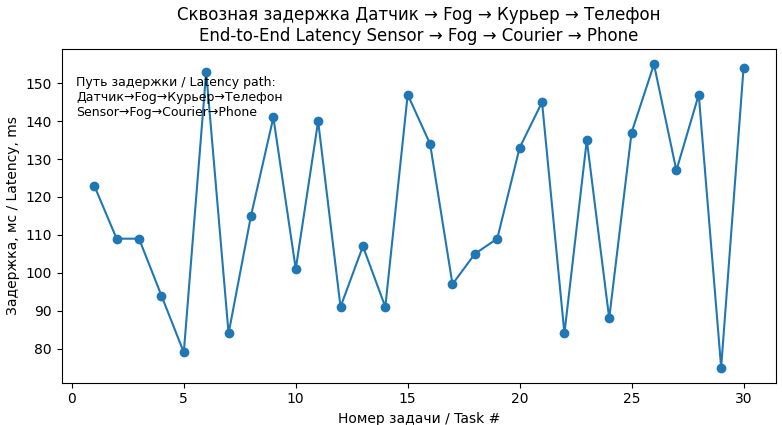 Сквозная задержка Датчик → Fog → Курьер → Телефон
End-to-End Latency Sensor → Fog → Courier → Phone
Путь задержки / Latency path:
Датчик→Fog→Курьер→Телефон
Sensor→Fog→Courier→Phone
Задержка, мс / Latency, ms
150
140
130
120
110
100
90
80
0 5 10 15 20 25 30
Номер задачи / Task #